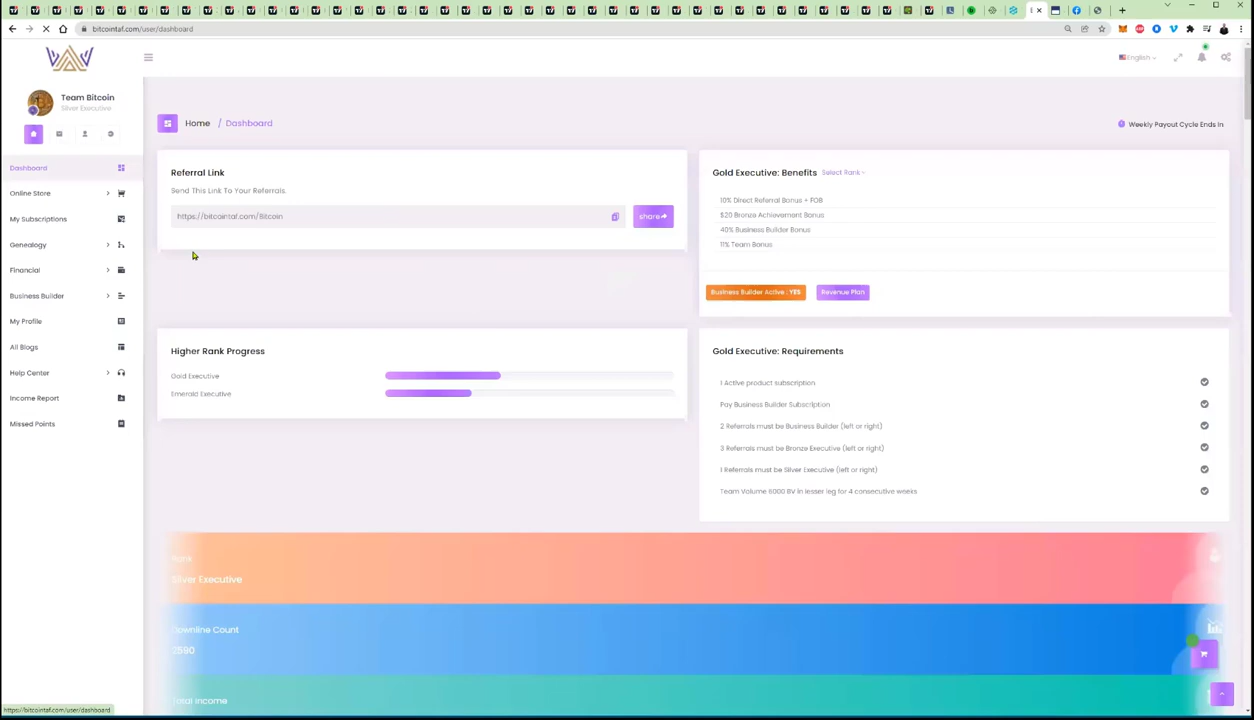 bitcointaf.com/user/dashboard
English
Team Bitcoin
Silver Executive
Home / Dashboard
Weekly Payout Cycle Ends In
Dashboard
Online Store
My Subscriptions
Genealogy
Financial
Business Builder
My Profile
All Blogs
Help Center
Income Report
Missed Points
Referral Link
Send This Link To Your Referrals.
https://bitcointaf.com/Bitcoin
share
Gold Executive: Benefits Select Rank
10% Direct Referral Bonus + FOB
$20 Bronze Achievement Bonus
40% Business Builder Bonus
11% Team Bonus
Business Builder Active : YES
Revenue Plan
Higher Rank Progress
Gold Executive
Emerald Executive
Gold Executive: Requirements
1 Active product subscription
Pay Business Builder Subscription
2 Referrals must be Business Builder (left or right)
3 Referrals must be Bronze Executive (left or right)
1 Referrals must be Silver Executive (left or right)
Team Volume 6000 BV in lesser leg for 4 consecutive weeks
Rank
Silver Executive
Downline Count
2590
Total Income
https://bitcointaf.com/user/dashboard